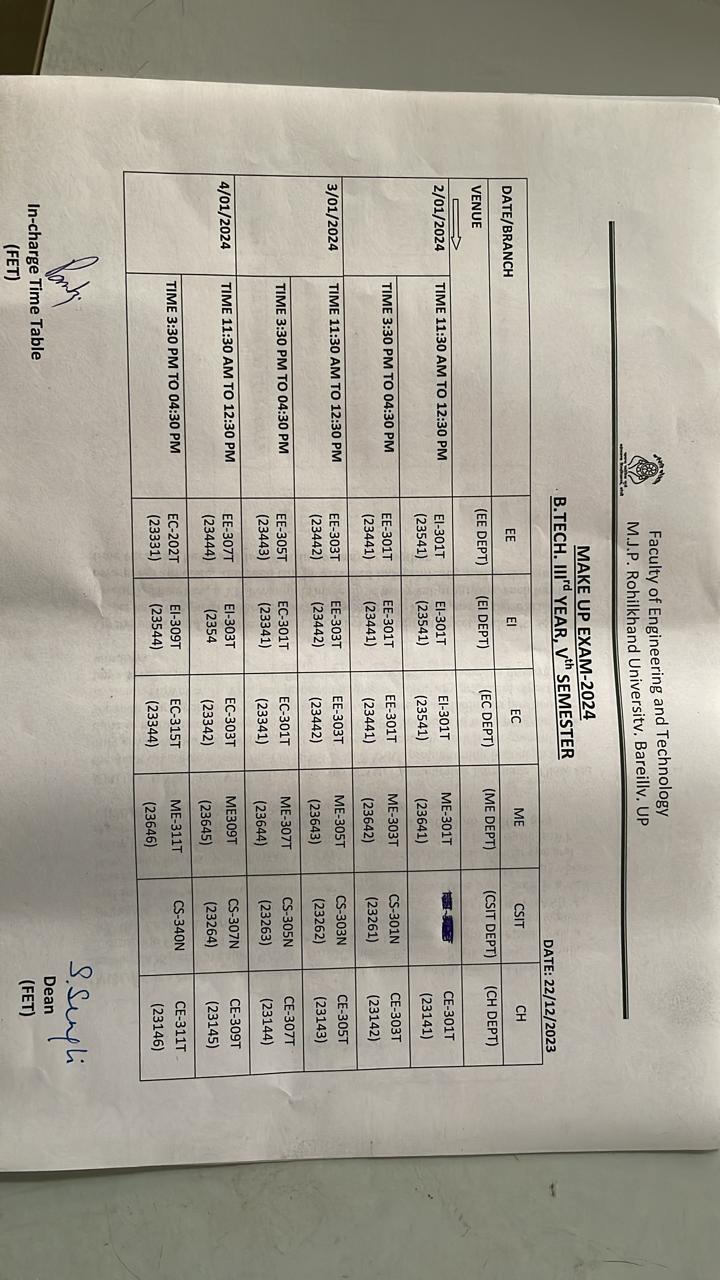 Faculty of Engineering and Technology
M.J.P. Rohilkhand University. Bareilly. UP
MAKE UP EXAM-2024
B.TECH. IIIrd YEAR, Vth SEMESTER
DATE: 22/12/2023
DATE/BRANCH EE EI EC ME CSIT CH
VENUE (EE DEPT) (EI DEPT) (EC DEPT) (ME DEPT) (CSIT DEPT) (CH DEPT)
2/01/2024 TIME 11:30 AM TO 12:30 PM EI-301T EI-301T EI-301T ME-301T CE-301T
(23541) (23541) (23541) (23641) (23141)
TIME 3:30 PM TO 04:30 PM EE-301T EE-301T EE-301T ME-303T CS-301N CE-303T
(23441) (23441) (23441) (23642) (23261) (23142)
3/01/2024 TIME 11:30 AM TO 12:30 PM EE-303T EE-303T EE-303T ME-305T CS-303N CE-305T
(23442) (23442) (23442) (23643) (23262) (23143)
TIME 3:30 PM TO 04:30 PM EE-305T EC-301T EC-301T ME-307T CS-305N CE-307T
(23443) (23341) (23341) (23644) (23263) (23144)
4/01/2024 TIME 11:30 AM TO 12:30 PM EE-307T EI-303T EC-303T ME309T CS-307N CE-309T
(23444) (2354 (23342) (23645) (23264) (23145)
TIME 3:30 PM TO 04:30 PM EC-202T EI-309T EC-315T ME-311T CS-340N CE-311T
(23331) (23544) (23344) (23646) (23146)
In-charge Time Table
(FET)
Dean
(FET)